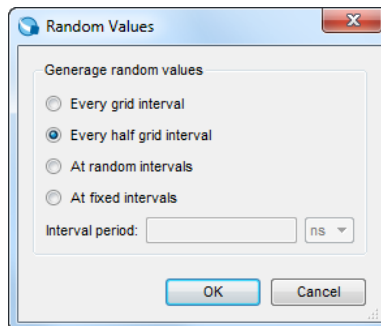 Random Values
Generage random values
Every grid interval
Every half grid interval
At random intervals
At fixed intervals
Interval period: ns
OK Cancel